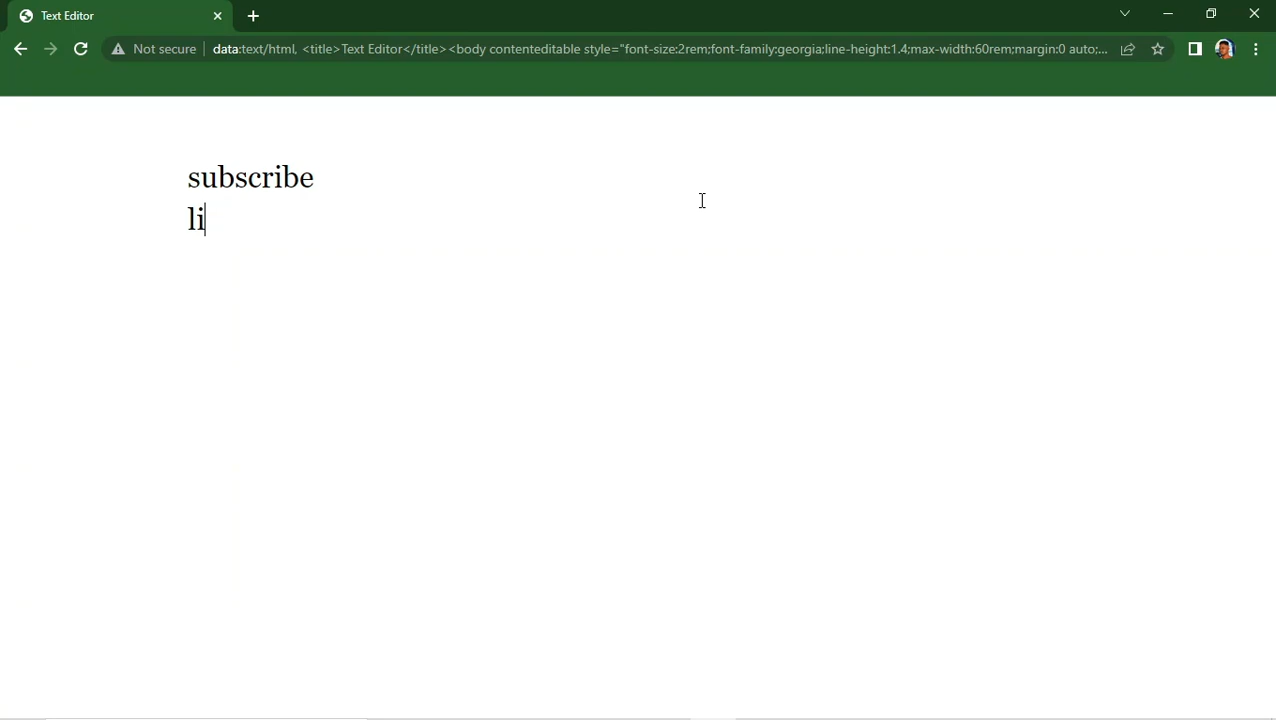 Text Editor
Not secure data:text/html, <title>Text Editor</title><body contenteditable style="font-size:2rem;font-family:georgia;line-height:1.4;max-width:60rem;margin:0 auto;...
subscribe
li